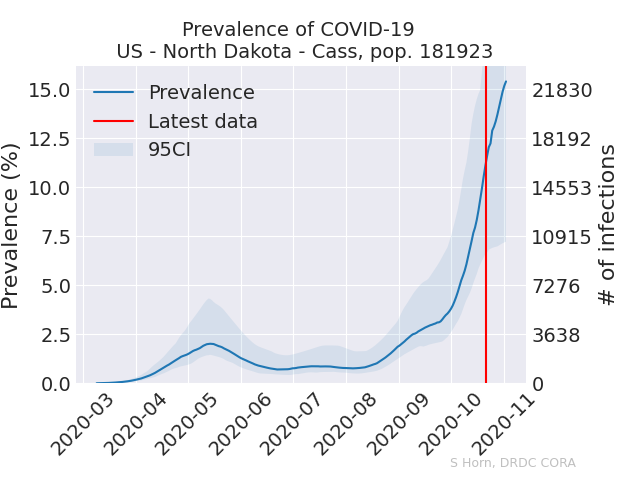 Prevalence of COVID-19
US - North Dakota - Cass, pop. 181923
Prevalence (%)
15.0
12.5
10.0
7.5
5.0
2.5
0.0
Prevalence
Latest data
95CI
21830
18192
14553
10915
7276
3638
0
# of infections
2020-03
2020-04
2020-05
2020-06
2020-07
2020-08
2020-09
2020-10
2020-11
S Horn, DRDC CORA